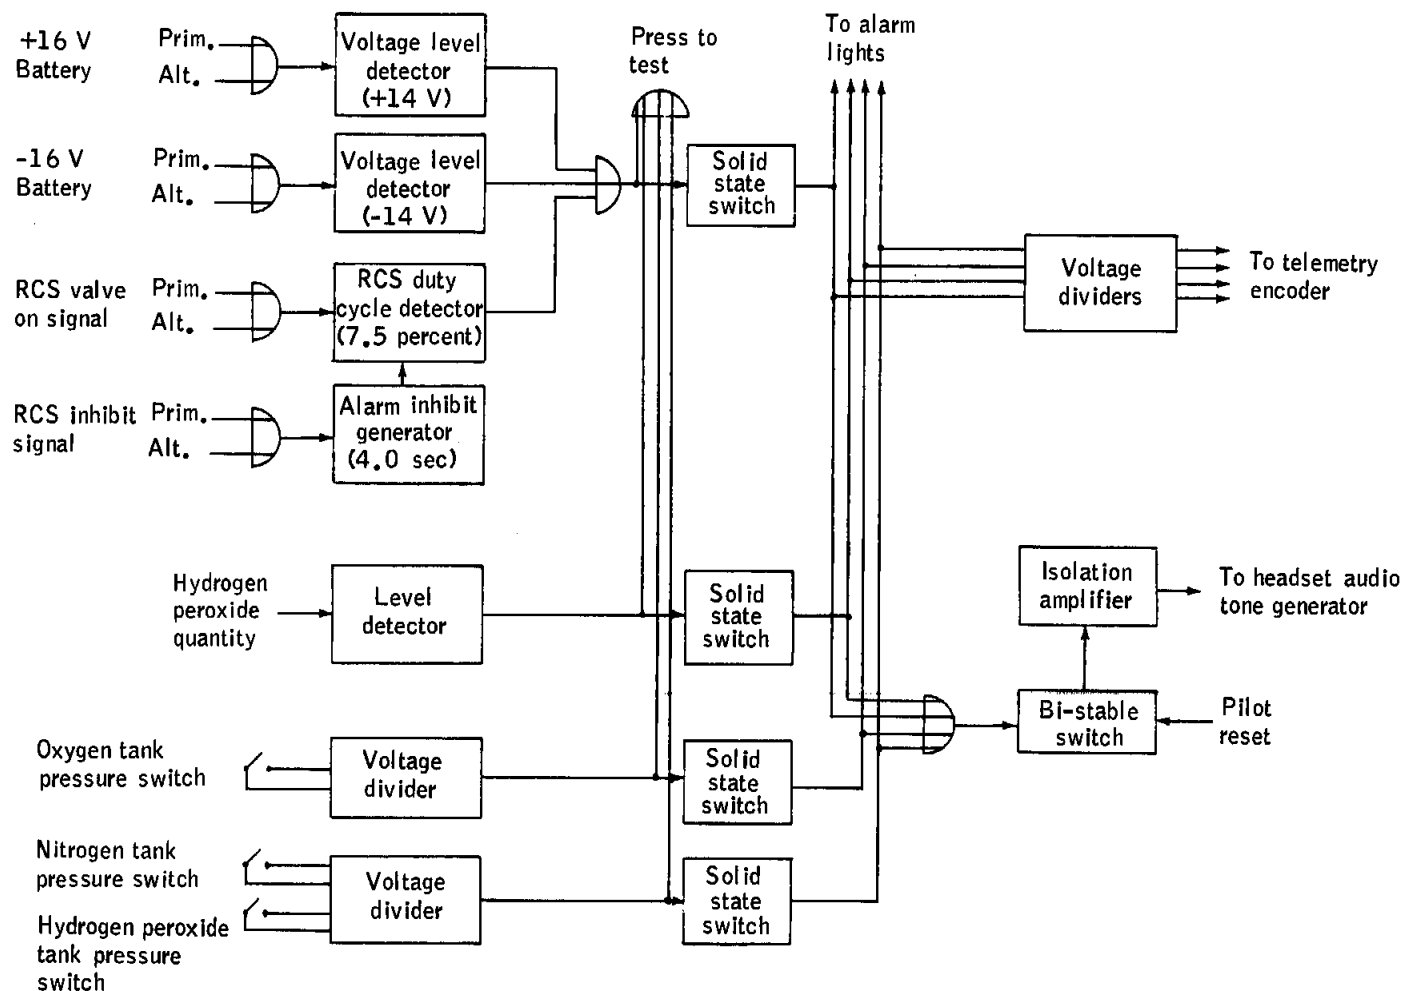 +16 V
Battery
Prim.
Alt.
Voltage level
detector
(+14 V)
Press to
test
To alarm
lights
-16 V
Battery
Prim.
Alt.
Voltage level
detector
(-14 V)
Solid
state
switch
RCS valve
on signal
Prim.
Alt.
RCS duty
cycle detector
(7.5 percent)
Voltage
dividers
To telemetry
encoder
RCS inhibit
signal
Prim.
Alt.
Alarm inhibit
generator
(4.0 sec)
Hydrogen
peroxide
quantity
Level
detector
Solid
state
switch
Isolation
amplifier
To headset audio
tone generator
Bi-stable
switch
Pilot
reset
Oxygen tank
pressure switch
Voltage
divider
Solid
state
switch
Nitrogen tank
pressure switch
Hydrogen peroxide
tank pressure
switch
Voltage
divider
Solid
state
switch